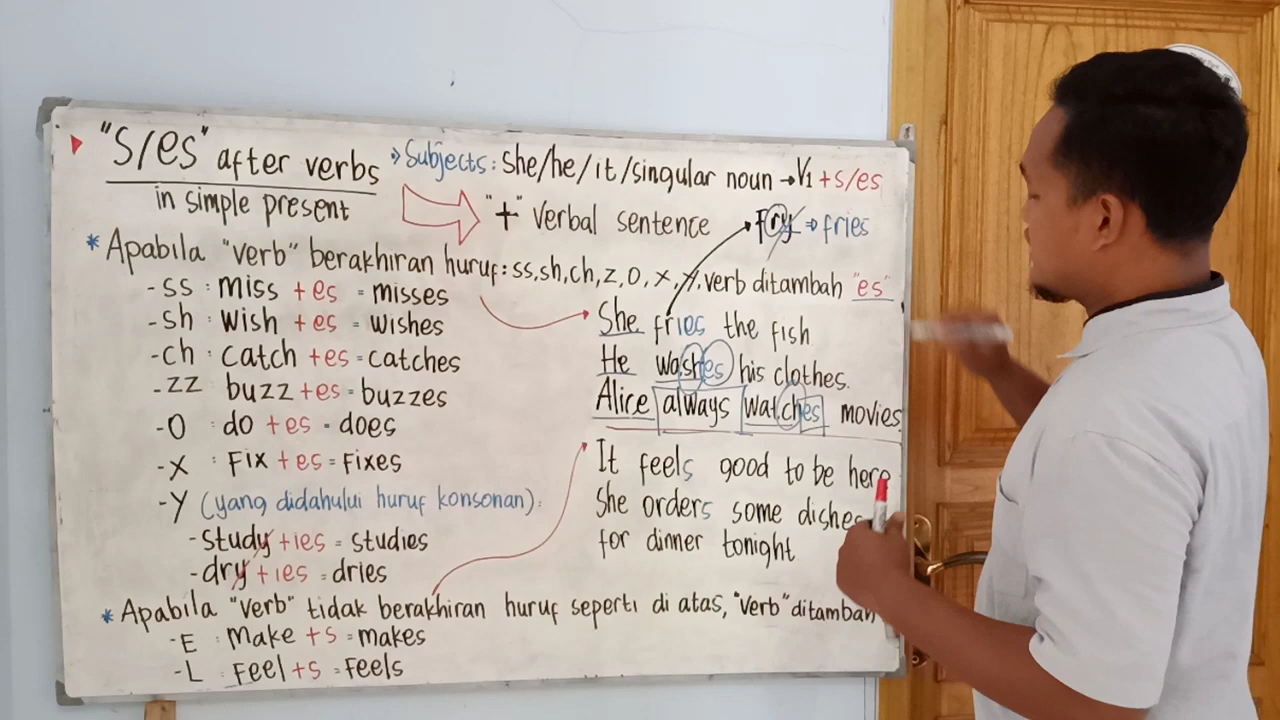 "S/es" after verbs
in simple present
Subjects: she/he/it/singular noun → V1 +s/es
"+" verbal sentence
fry ⇒ fries
* Apabila "verb" berakhiran huruf: ss, sh, ch, z, o, x, y, verb ditambah "es"
-ss : miss +es = misses
-sh : wish +es = wishes
-ch : catch +es = catches
-zz buzz +es = buzzes
-O : do +es = does
-X : Fix +es = Fixes
-Y (yang didahului huruf konsonan):
-study +ies = studies
-dry +ies = dries
She fries the fish
He washes his clothes.
Alice always watches movies.
It feels good to be here
She orders some dishes
for dinner tonight
* Apabila "verb" tidak berakhiran huruf seperti di atas, "verb" ditambah
-E : make +s = makes
-L : Feel +s = Feels